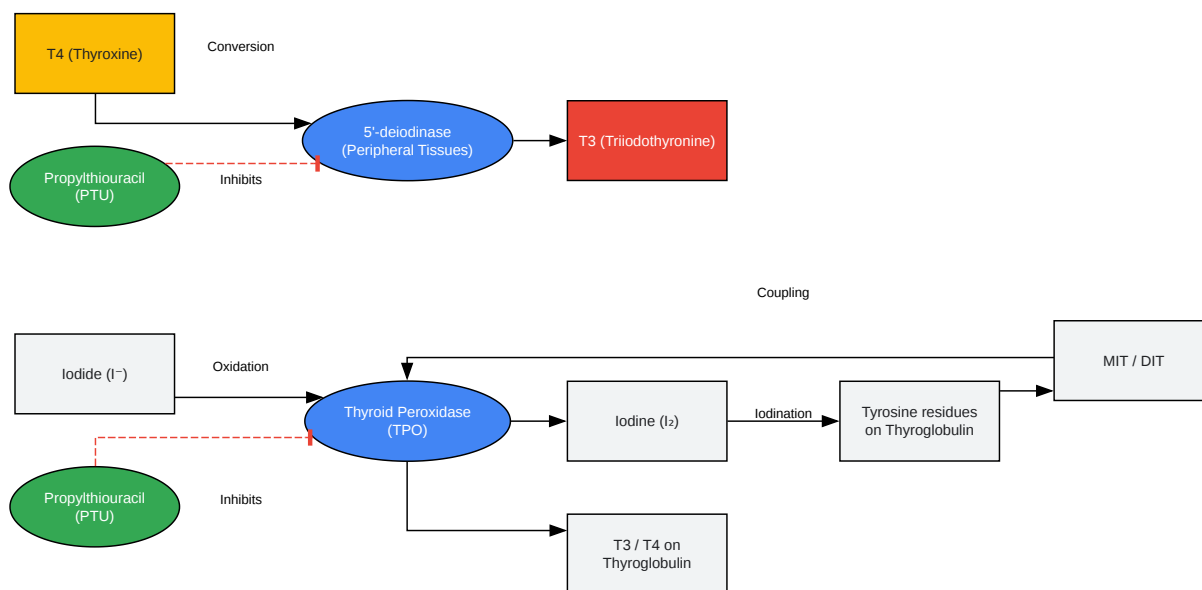 T4 (Thyroxine)
Conversion
5'-deiodinase
(Peripheral Tissues)
T3 (Triiodothyronine)
Propylthiouracil
(PTU)
Inhibits
Coupling
Iodide (I⁻)
Oxidation
MIT / DIT
Thyroid Peroxidase
(TPO)
Iodine (I₂)
Iodination
Tyrosine residues
on Thyroglobulin
Propylthiouracil
(PTU)
Inhibits
T3 / T4 on
Thyroglobulin